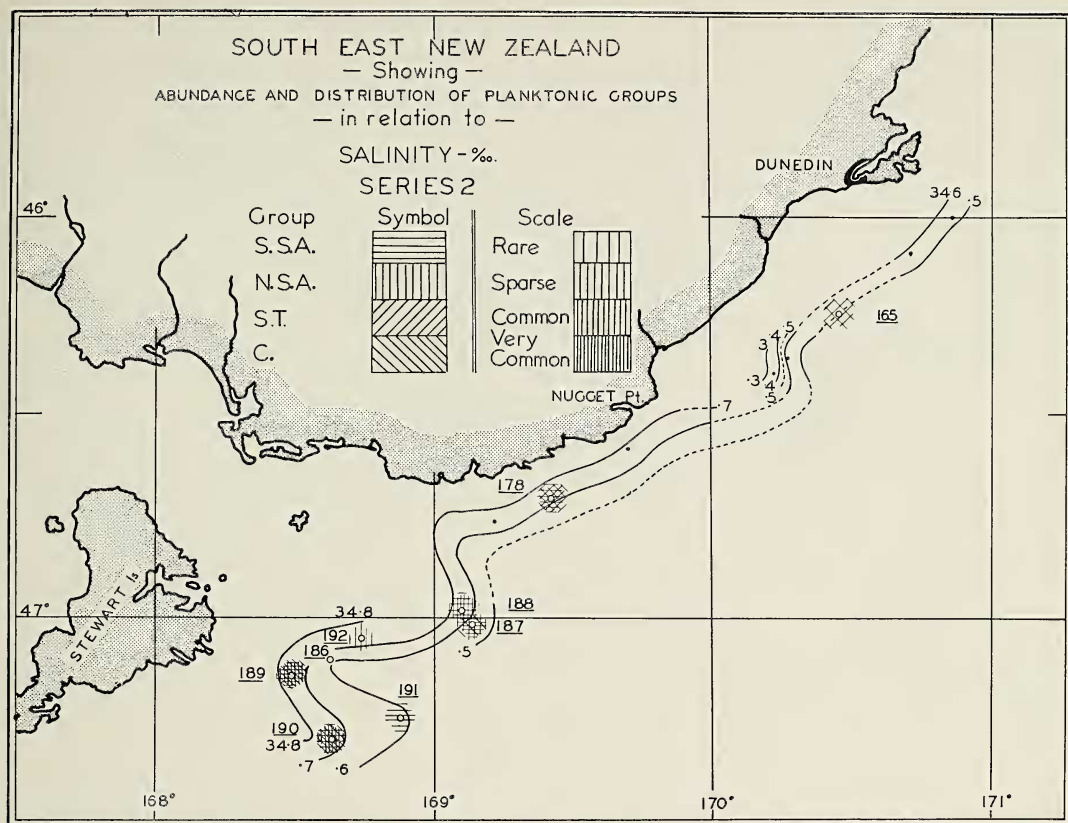 SOUTH EAST NEW ZEALAND
— Showing —
ABUNDANCE AND DISTRIBUTION OF PLANKTONIC GROUPS
— in relation to —
SALINITY - ‰.
SERIES 2
Group Symbol Scale
S.S.A. Rare
N.S.A. Sparse
S.T. Common
C. Very
Common
DUNEDIN
46°
346 .5
165
3 .4 .5
.3 .4 .5
NUGGET Pt.
.7
178
STEWART Is
47°
34·8
188
187
192
186
.5
189
191
190
34·8
.7 .6
168° 169° 170° 171°